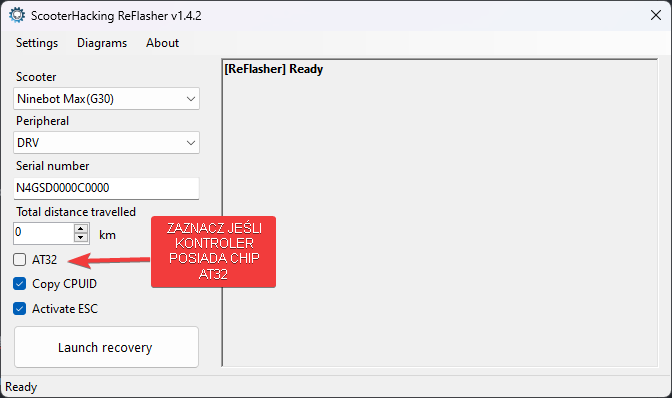 ScooterHacking ReFlasher v1.4.2
Settings Diagrams About
Scooter
Ninebot Max(G30)
Peripheral
DRV
Serial number
N4GSD0000C0000
Total distance travelled
0 km
AT32
Copy CPUID
Activate ESC
Launch recovery
[ReFlasher] Ready
ZAZNACZ JEŚLI
KONTROLER
POSIADA CHIP
AT32
Ready